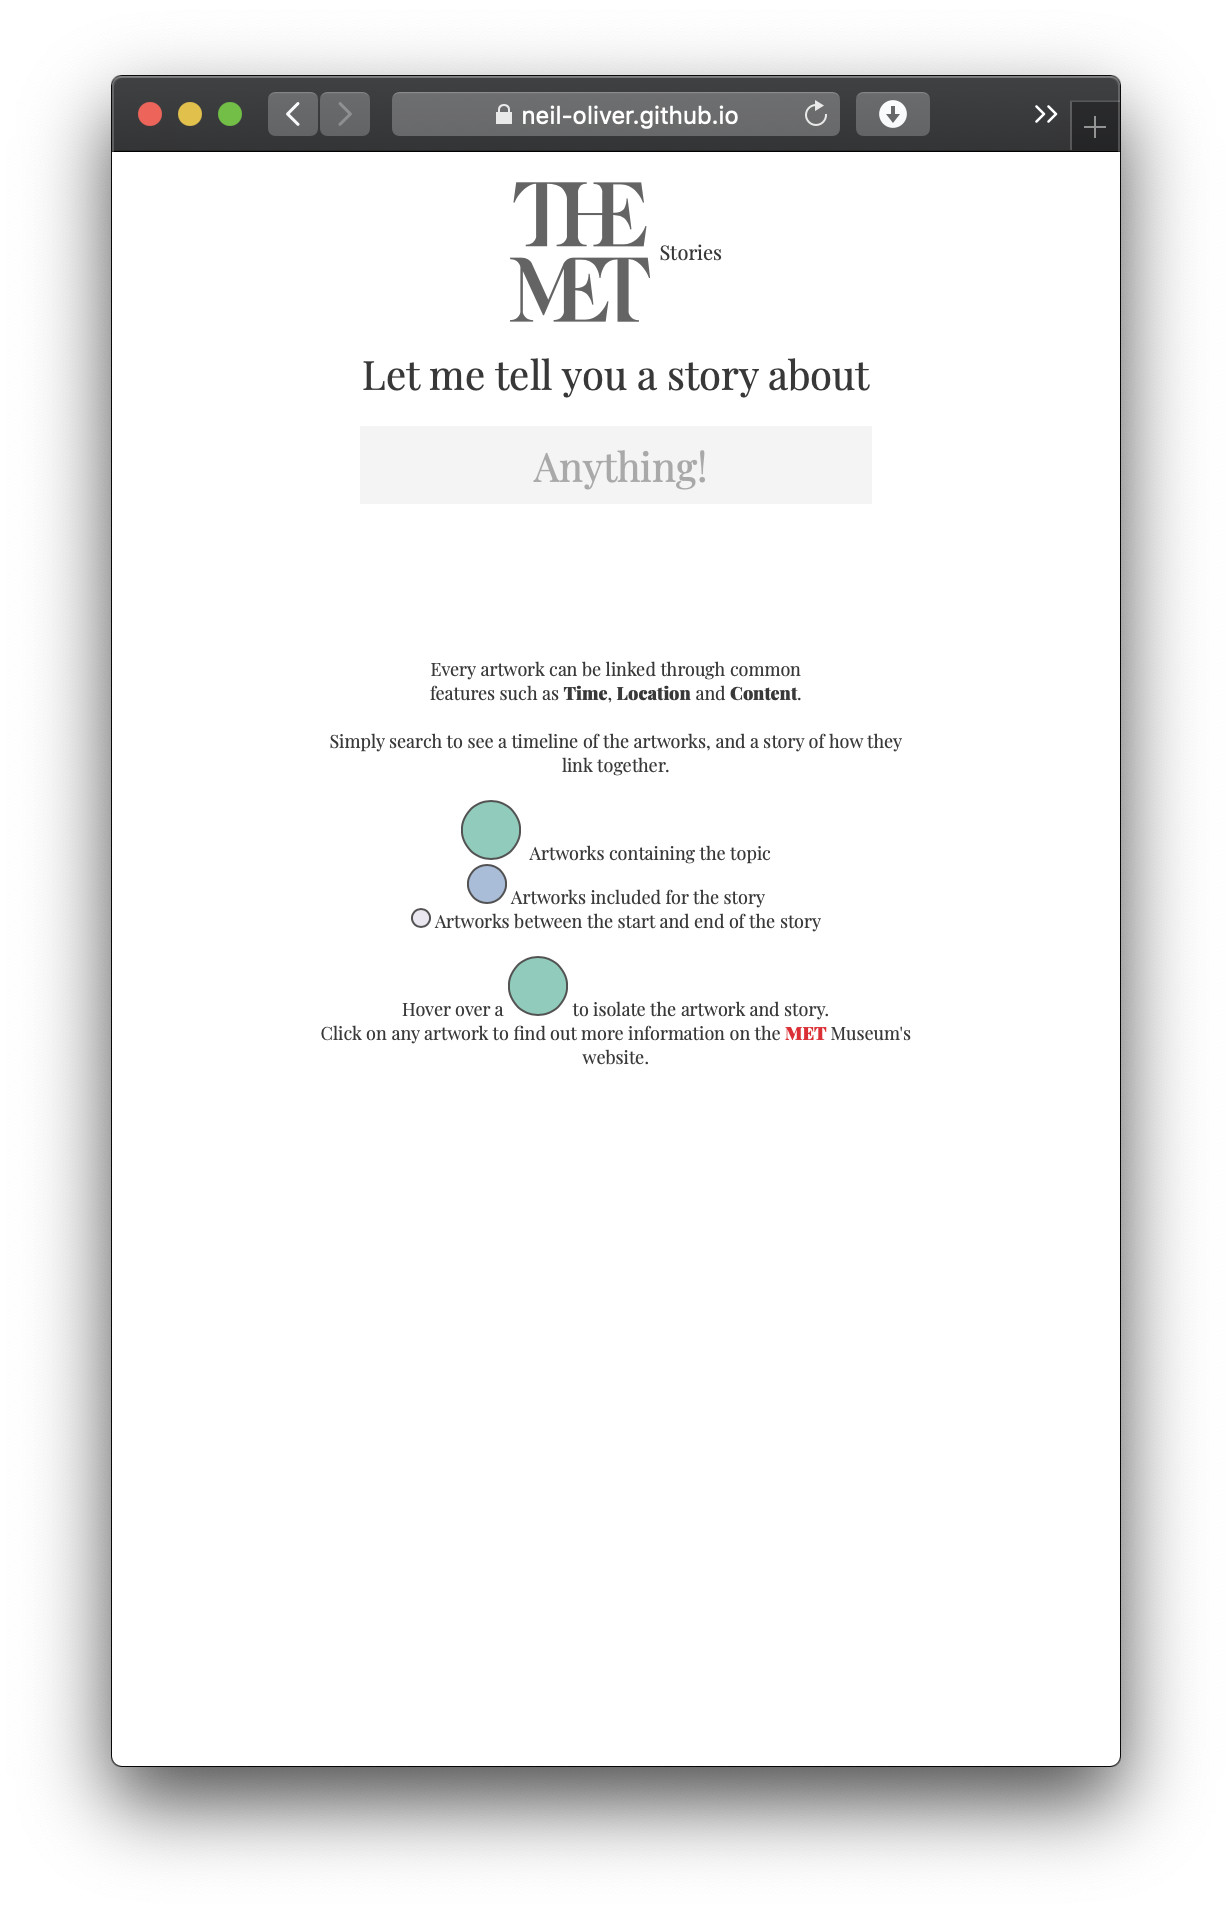 neil-oliver.github.io
THE
MET
Stories
Let me tell you a story about
Anything!
Every artwork can be linked through common
features such as Time, Location and Content.
Simply search to see a timeline of the artworks, and a story of how they
link together.
Artworks containing the topic
Artworks included for the story
Artworks between the start and end of the story
Hover over a to isolate the artwork and story.
Click on any artwork to find out more information on the MET Museum's
website.